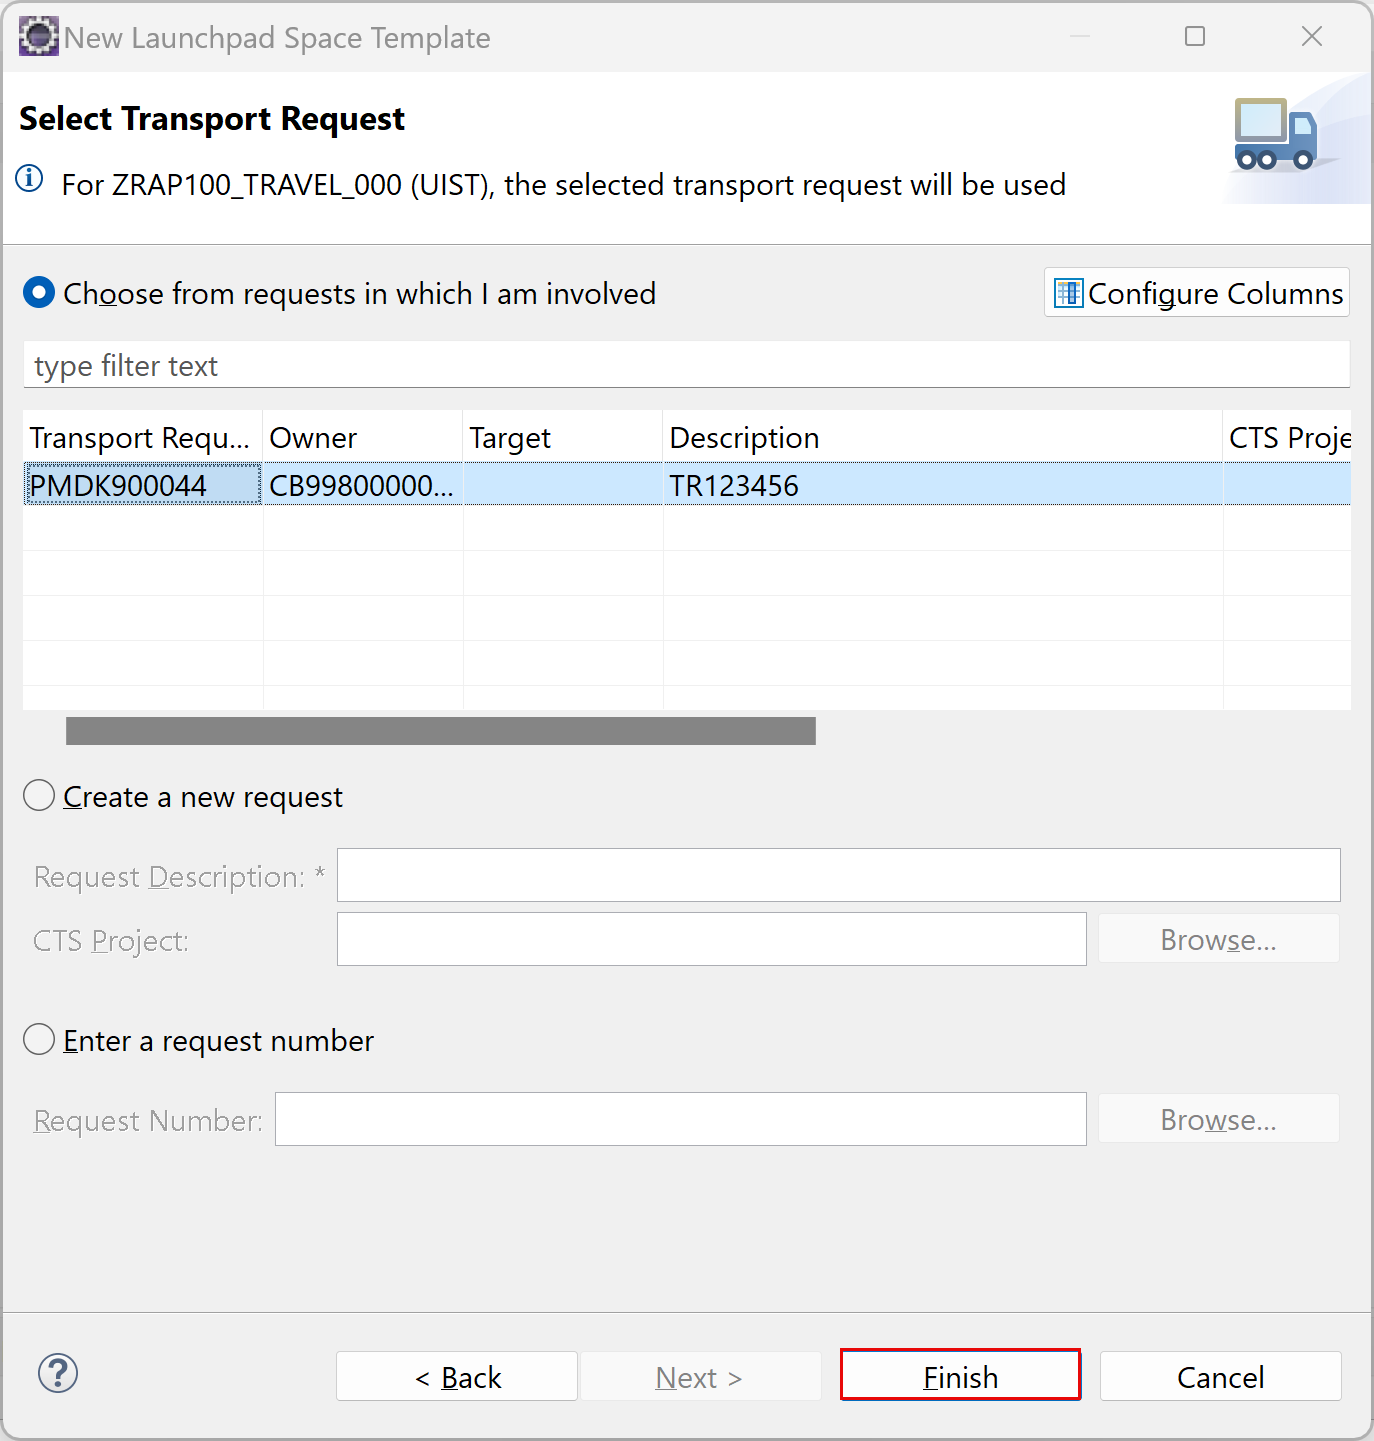 New Launchpad Space Template
Select Transport Request
For ZRAP100_TRAVEL_000 (UIST), the selected transport request will be used
Choose from requests in which I am involved
Configure Columns
type filter text
Transport Requ... Owner Target Description CTS Proje
PMDK900044 CB99800000... TR123456
Create a new request
Request Description: *
CTS Project:
Browse...
Enter a request number
Request Number:
Browse...
? < Back Next > Finish Cancel